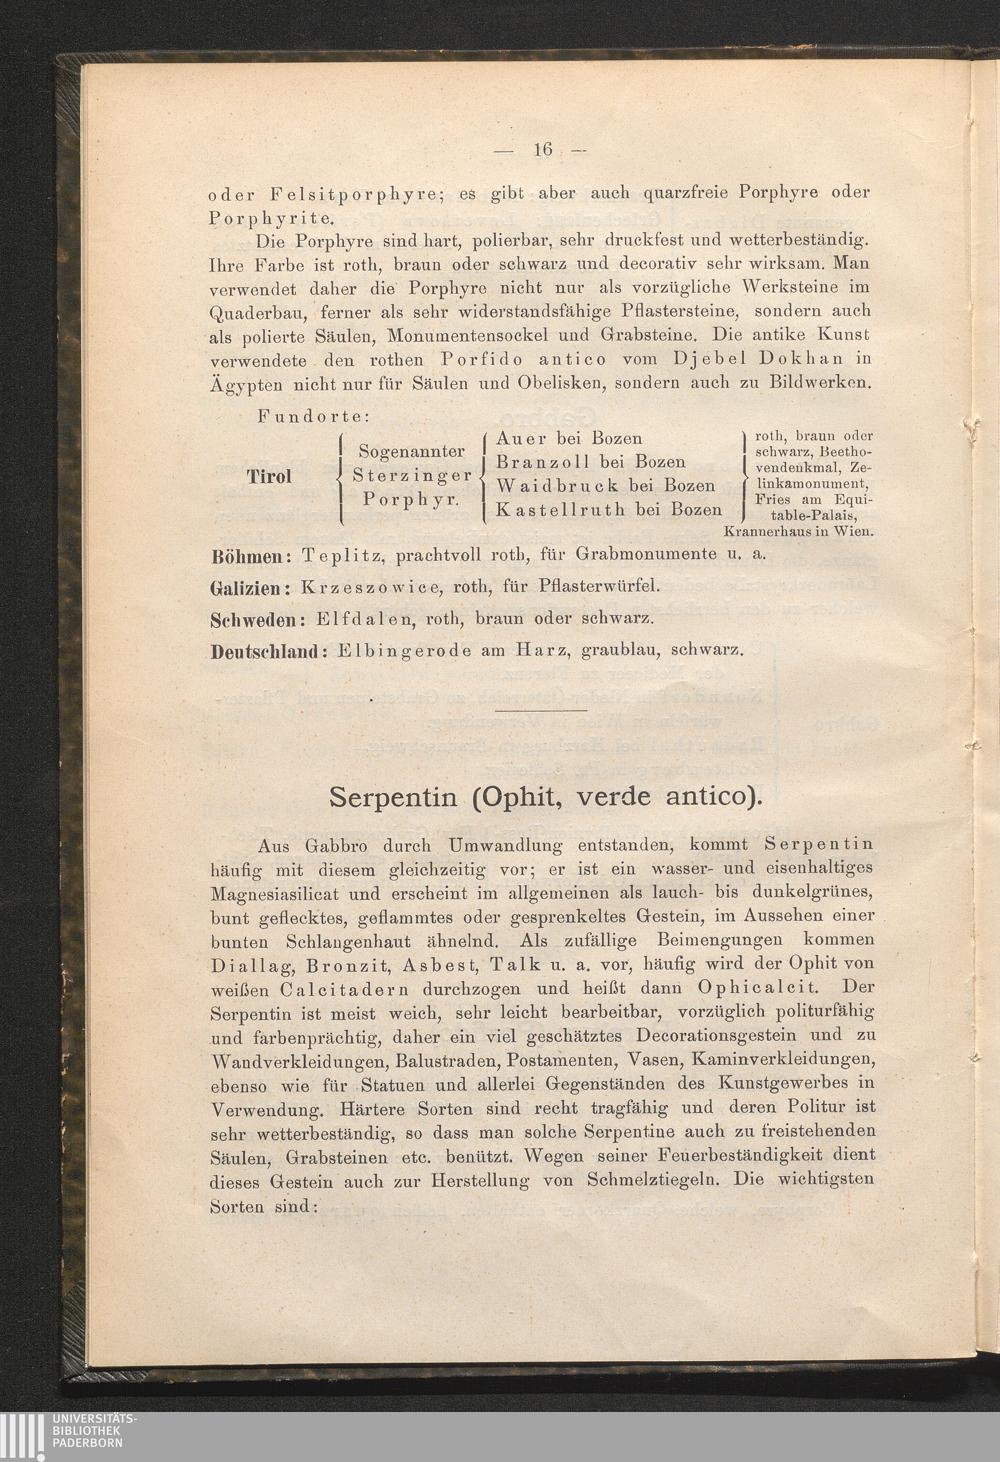 — 16 —
oder Felsitporphyre; es gibt aber auch quarzfreie Porphyre oder
Porphyrite.
Die Porphyre sind hart, polierbar, sehr druckfest und wetterbeständig.
Ihre Farbe ist roth, braun oder schwarz und decorativ sehr wirksam. Man
verwendet daher die Porphyre nicht nur als vorzügliche Werksteine im
Quaderbau, ferner als sehr widerstandsfähige Pflastersteine, sondern auch
als polierte Säulen, Monumentensockel und Grabsteine. Die antike Kunst
verwendete den rothen Porfido antico vom Djebel Dokhan in
Ägypten nicht nur für Säulen und Obelisken, sondern auch zu Bildwerken.
Fundorte:
Tirol
Sogenannter
Sterzinger
Porphyr.
Auer bei Bozen
Branzoll bei Bozen
Waidbruck bei Bozen
Kastellruth bei Bozen
roth, braun oder
schwarz, Beetho-
vendenkmal, Ze-
linkamonument,
Fries am Equi-
table-Palais,
Krannerhaus in Wien.
Böhmen: Teplitz, prachtvoll roth, für Grabmonumente u. a.
Galizien: Krzeszowice, roth, für Pflasterwürfel.
Schweden: Elfdalen, roth, braun oder schwarz.
Deutschland: Elbingerode am Harz, graublau, schwarz.
Serpentin (Ophit, verde antico).
Aus Gabbro durch Umwandlung entstanden, kommt Serpentin
häufig mit diesem gleichzeitig vor; er ist ein wasser- und eisenhaltiges
Magnesiasilicat und erscheint im allgemeinen als lauch- bis dunkelgrünes,
bunt geflecktes, geflammtes oder gesprenkeltes Gestein, im Aussehen einer
bunten Schlangenhaut ähnelnd. Als zufällige Beimengungen kommen
Diallag, Bronzit, Asbest, Talk u. a. vor, häufig wird der Ophit von
weißen Calcitadern durchzogen und heißt dann Ophicalcit. Der
Serpentin ist meist weich, sehr leicht bearbeitbar, vorzüglich politurfähig
und farbenprächtig, daher ein viel geschätztes Decorationsgestein und zu
Wandverkleidungen, Balustraden, Postamenten, Vasen, Kaminverkleidungen,
ebenso wie für Statuen und allerlei Gegenständen des Kunstgewerbes in
Verwendung. Härtere Sorten sind recht tragfähig und deren Politur ist
sehr wetterbeständig, so dass man solche Serpentine auch zu freistehenden
Säulen, Grabsteinen etc. benützt. Wegen seiner Feuerbeständigkeit dient
dieses Gestein auch zur Herstellung von Schmelztiegeln. Die wichtigsten
Sorten sind:
UNIVERSITÄTS-
BIBLIOTHEK
PADERBORN